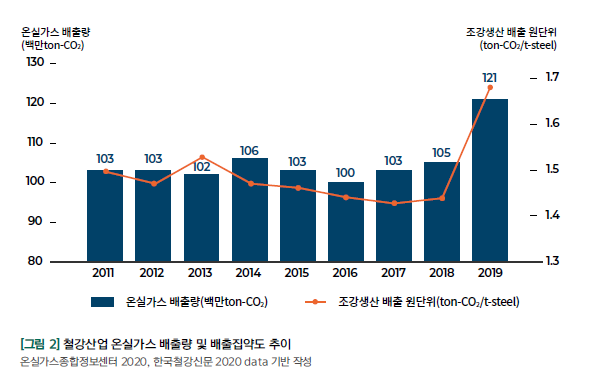 온실가스 배출량
(백만ton-CO₂)
조강생산 배출 원단위
(ton-CO₂/t-steel)
130
120
110
100
90
80
1.7
1.6
1.5
1.4
1.3
103
103
102
106
103
100
103
105
121
2011 2012 2013 2014 2015 2016 2017 2018 2019
온실가스 배출량(백만ton-CO₂) 조강생산 배출 원단위(ton-CO₂/t-steel)
[그림 2] 철강산업 온실가스 배출량 및 배출집약도 추이
온실가스종합정보센터 2020, 한국철강신문 2020 data 기반 작성